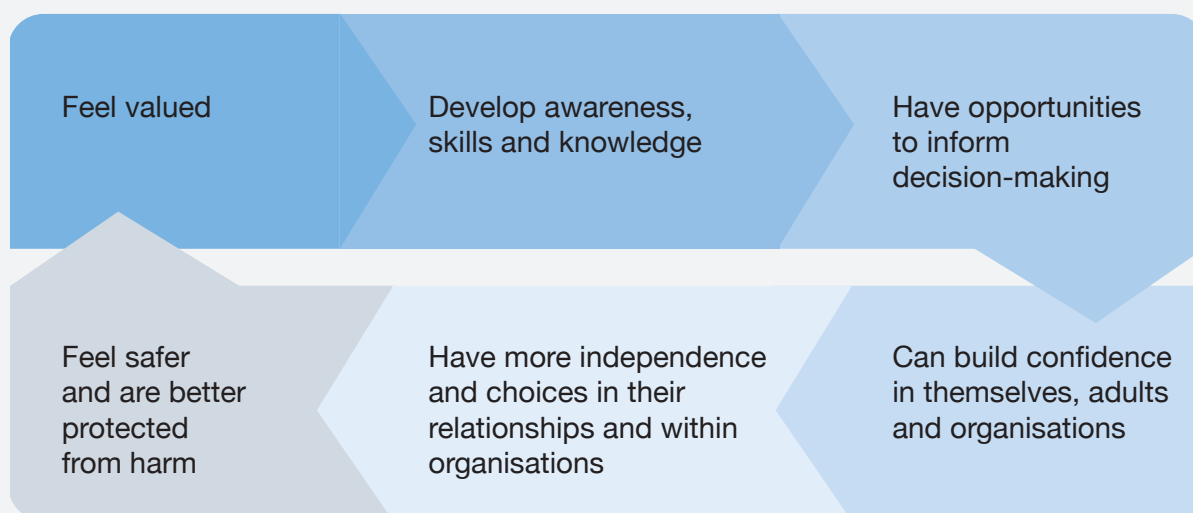 Feel valued
Develop awareness,
skills and knowledge
Have opportunities
to inform
decision-making
Can build confidence
in themselves, adults
and organisations
Have more independence
and choices in their
relationships and within
organisations
Feel safer
and are better
protected
from harm